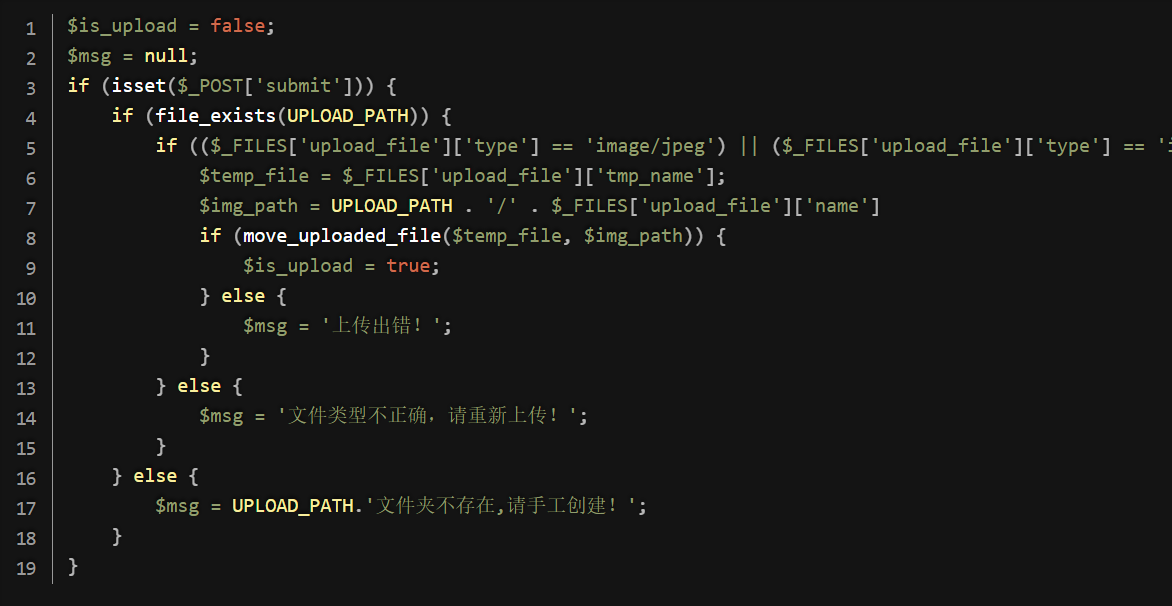 1 $is_upload = false;
2 $msg = null;
3 if (isset($_POST['submit'])) {
4     if (file_exists(UPLOAD_PATH)) {
5         if (($_FILES['upload_file']['type'] == 'image/jpeg') || ($_FILES['upload_file']['type'] == '
6             $temp_file = $_FILES['upload_file']['tmp_name'];
7             $img_path = UPLOAD_PATH . '/' . $_FILES['upload_file']['name']
8             if (move_uploaded_file($temp_file, $img_path)) {
9                 $is_upload = true;
10             } else {
11                 $msg = '上传出错！';
12             }
13         } else {
14             $msg = '文件类型不正确，请重新上传！';
15         }
16     } else {
17         $msg = UPLOAD_PATH.'文件夹不存在,请手工创建！';
18     }
19 }